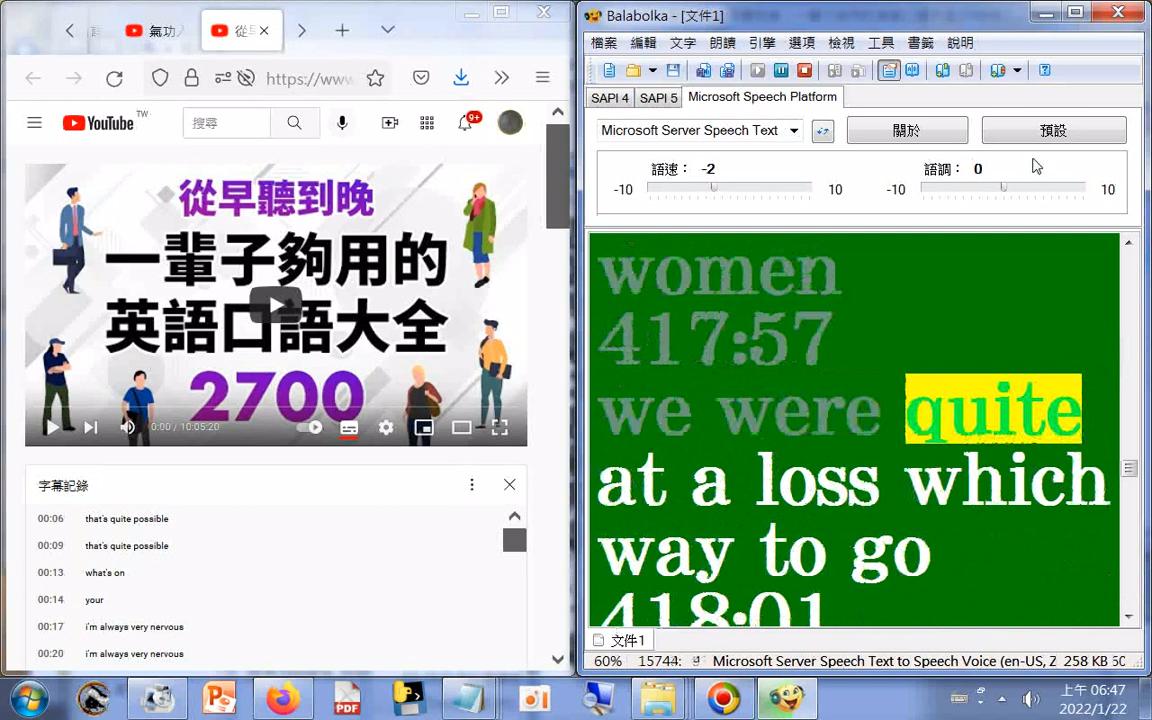 從
氣功
https://www
YouTube
TW
搜尋
9+
從早聽到晚
一輩子夠用的
英語口語大全
2700
0:00 / 10:05:20
字幕記錄
00:06 that's quite possible
00:09 that's quite possible
00:13 what's on
00:14 your
00:17 i'm always very nervous
00:20 i'm always very nervous
Balabolka - [文件1]
檔案 編輯 文字 朗讀 引擎 選項 檢視 工具 書籤 說明
SAPI 4 SAPI 5 Microsoft Speech Platform
Microsoft Server Speech Text 關於 預設
語速： -2 語調： 0
-10 10 -10 10
women
417:57
we were quite
at a loss which
way to go
418:01
文件1
60% 15744: Microsoft Server Speech Text to Speech Voice (en-US, Z 258 KB 50
PDF
上午 06:47
2022/1/22